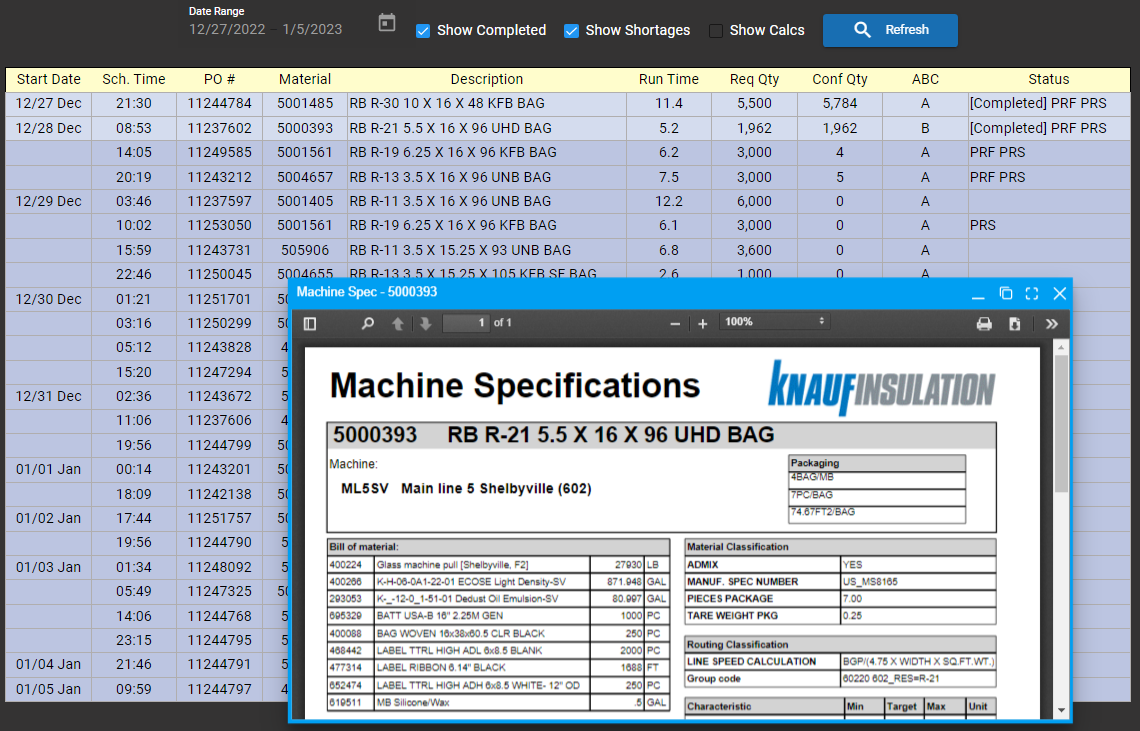 Date Range
12/27/2022 - 1/5/2023
Show Completed Show Shortages Show Calcs Refresh
Start Date Sch. Time PO # Material Description Run Time Req Qty Conf Qty ABC Status
12/27 Dec 21:30 11244784 5001485 RB R-30 10 X 16 X 48 KFB BAG 11.4 5,500 5,784 A [Completed] PRF PRS
12/28 Dec 08:53 11237602 5000393 RB R-21 5.5 X 16 X 96 UHD BAG 5.2 1,962 1,962 B [Completed] PRF PRS
14:05 11249585 5001561 RB R-19 6.25 X 16 X 96 KFB BAG 6.2 3,000 4 A PRF PRS
20:19 11243212 5004657 RB R-13 3.5 X 16 X 96 UNB BAG 7.5 3,000 5 A PRF PRS
12/29 Dec 03:46 11237597 5001405 RB R-11 3.5 X 16 X 96 UNB BAG 12.2 6,000 0 A
10:02 11253050 5001561 RB R-19 6.25 X 16 X 96 KFB BAG 6.1 3,000 0 A PRS
15:59 11243731 505906 RB R-11 3.5 X 15.25 X 93 UNB BAG 6.8 3,600 0 A
22:46 11250045 5004655 RB R-13 3.5 X 15.25 X 105 KFB SF BAG 2.6 1,000 0 A
12/30 Dec 01:21 11251701 50
03:16 11250299 5
05:12 11243828 4
15:20 11247294 5
12/31 Dec 02:36 11243672 5
11:06 11237606 4
19:56 11244799 50
01/01 Jan 00:14 11243201 50
18:09 11242138 50
01/02 Jan 17:44 11251757 50
19:56 11244790 5
01/03 Jan 01:34 11248092 5
05:49 11247325 50
14:06 11244768 5
23:15 11244795 5
01/04 Jan 21:46 11244791 5
01/05 Jan 09:59 11244797 4
Machine Spec - 5000393
1 of 1 100%
Machine Specifications KNAUFINSULATION
5000393 RB R-21 5.5 X 16 X 96 UHD BAG
Machine:
ML5SV Main line 5 Shelbyville (602)
Packaging
4BAG/MB
7PC/BAG
74.67FT2/BAG
Bill of material:
400224 Glass machine pull [Shelbyville, F2] 27930 LB
400266 K-H-06-0A1-22-01 ECOSE Light Density-SV 871.948 GAL
293053 K-_-12-0_1-51-01 Dedust Oil Emulsion-SV 80.997 GAL
695329 BATT USA-B 16" 2.25M GEN 1000 PC
400088 BAG WOVEN 16x38x60.5 CLR BLACK 250 PC
468442 LABEL TTRL HIGH ADL 6x8.5 BLANK 2000 PC
477314 LABEL RIBBON 6.14" BLACK 1688 FT
652474 LABEL TTRL HIGH ADH 6x8.5 WHITE- 12" OD 250 PC
619511 MB Silicone/Wax .5 GAL
Material Classification
ADMIX YES
MANUF. SPEC NUMBER US_MS8165
PIECES PACKAGE 7.00
TARE WEIGHT PKG 0.25
Routing Classification
LINE SPEED CALCULATION BGP/(4.75 X WIDTH X SQ.FT.WT.)
Group code 60220 602_RES=R-21
Characteristic Min Target Max Unit